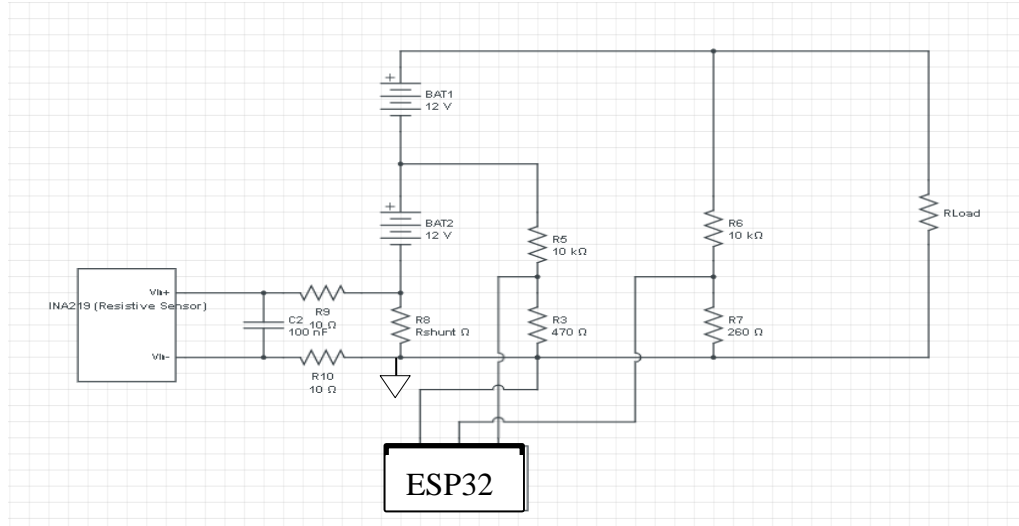 +
BAT1
12 V
+
BAT2
12 V
R6
10 kΩ
RLoad
R5
10 kΩ
VIn+
INA219 (Resistive Sensor)
R9
10 Ω
C2
100 nF
R8
Rshunt Ω
R3
470 Ω
R7
260 Ω
VIn-
R10
10 Ω
ESP32